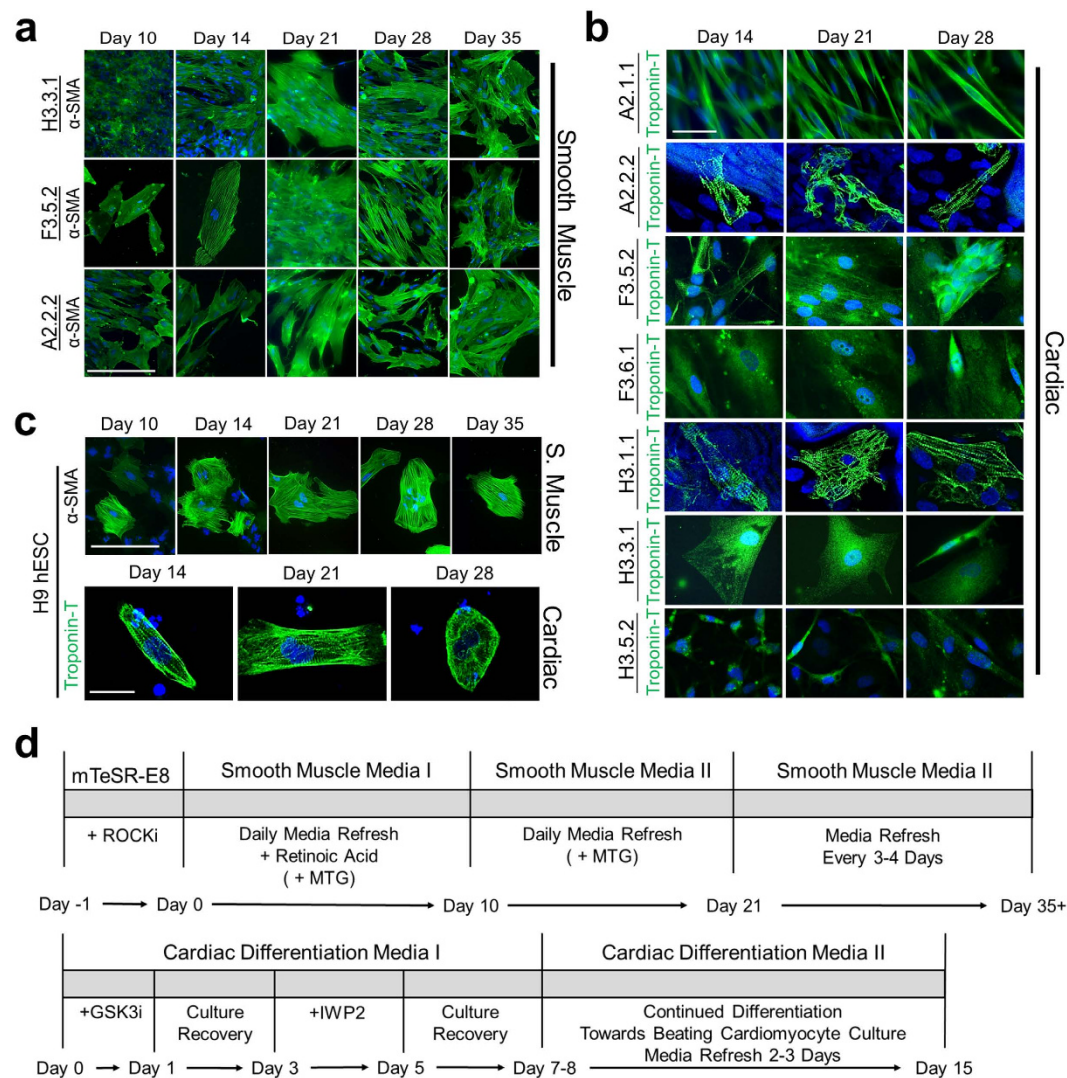 a
Day 10 Day 14 Day 21 Day 28 Day 35
H3.3.1
α-SMA
F3.5.2
α-SMA
A2.2.2
α-SMA
Smooth Muscle
b
Day 14 Day 21 Day 28
A2.1.1
Troponin-T
A2.2.2
Troponin-T
F3.5.2
Troponin-T
F3.6.1
Troponin-T
H3.1.1
Troponin-T
H3.3.1
Troponin-T
H3.5.2
Troponin-T
Cardiac
c
Day 10 Day 14 Day 21 Day 28 Day 35
H9 hESC
α-SMA
S. Muscle
Day 14 Day 21 Day 28
Troponin-T
Cardiac
d
mTeSR-E8 Smooth Muscle Media I Smooth Muscle Media II Smooth Muscle Media II
+ ROCKi Daily Media Refresh Daily Media Refresh Media Refresh
+ Retinoic Acid ( + MTG) Every 3-4 Days
( + MTG)
Day -1 Day 0 Day 10 Day 21 Day 35+
Cardiac Differentiation Media I Cardiac Differentiation Media II
+GSK3i Culture +IWP2 Culture Continued Differentiation
Recovery Recovery Towards Beating Cardiomyocyte Culture
Media Refresh 2-3 Days
Day 0 Day 1 Day 3 Day 5 Day 7-8 Day 15